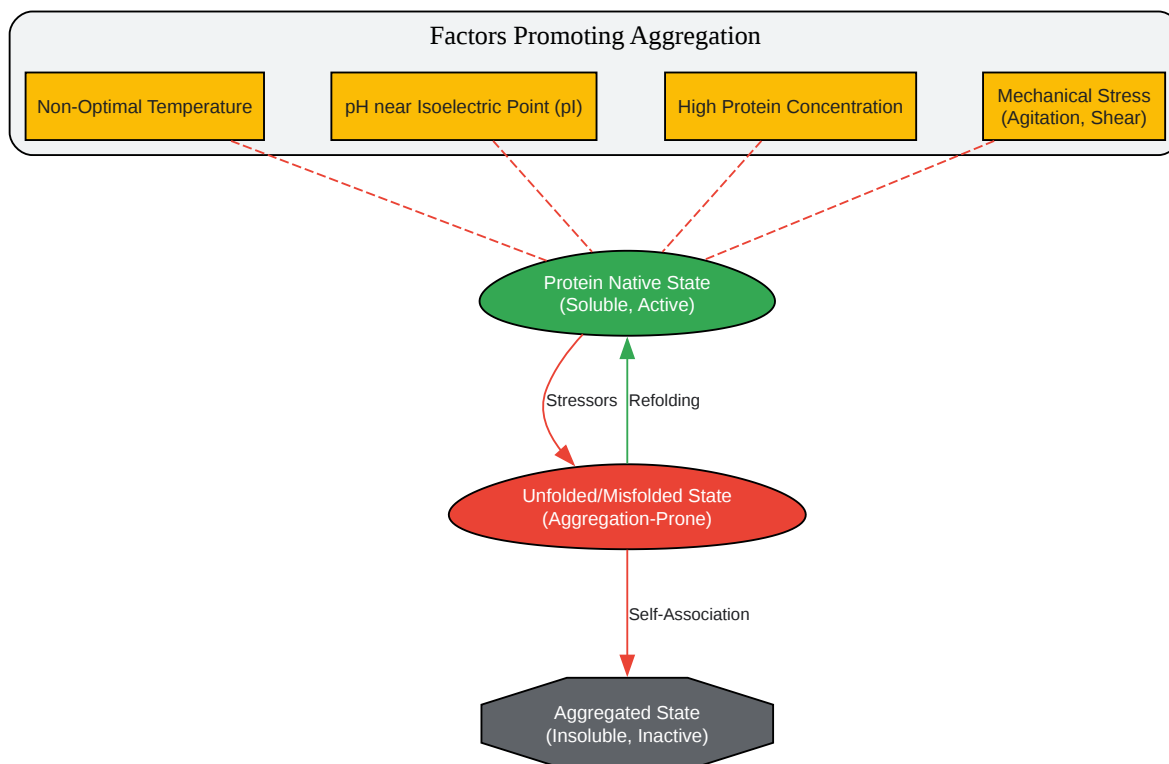 Factors Promoting Aggregation
Non-Optimal Temperature
pH near Isoelectric Point (pI)
High Protein Concentration
Mechanical Stress
(Agitation, Shear)
Protein Native State
(Soluble, Active)
Stressors
Refolding
Unfolded/Misfolded State
(Aggregation-Prone)
Self-Association
Aggregated State
(Insoluble, Inactive)